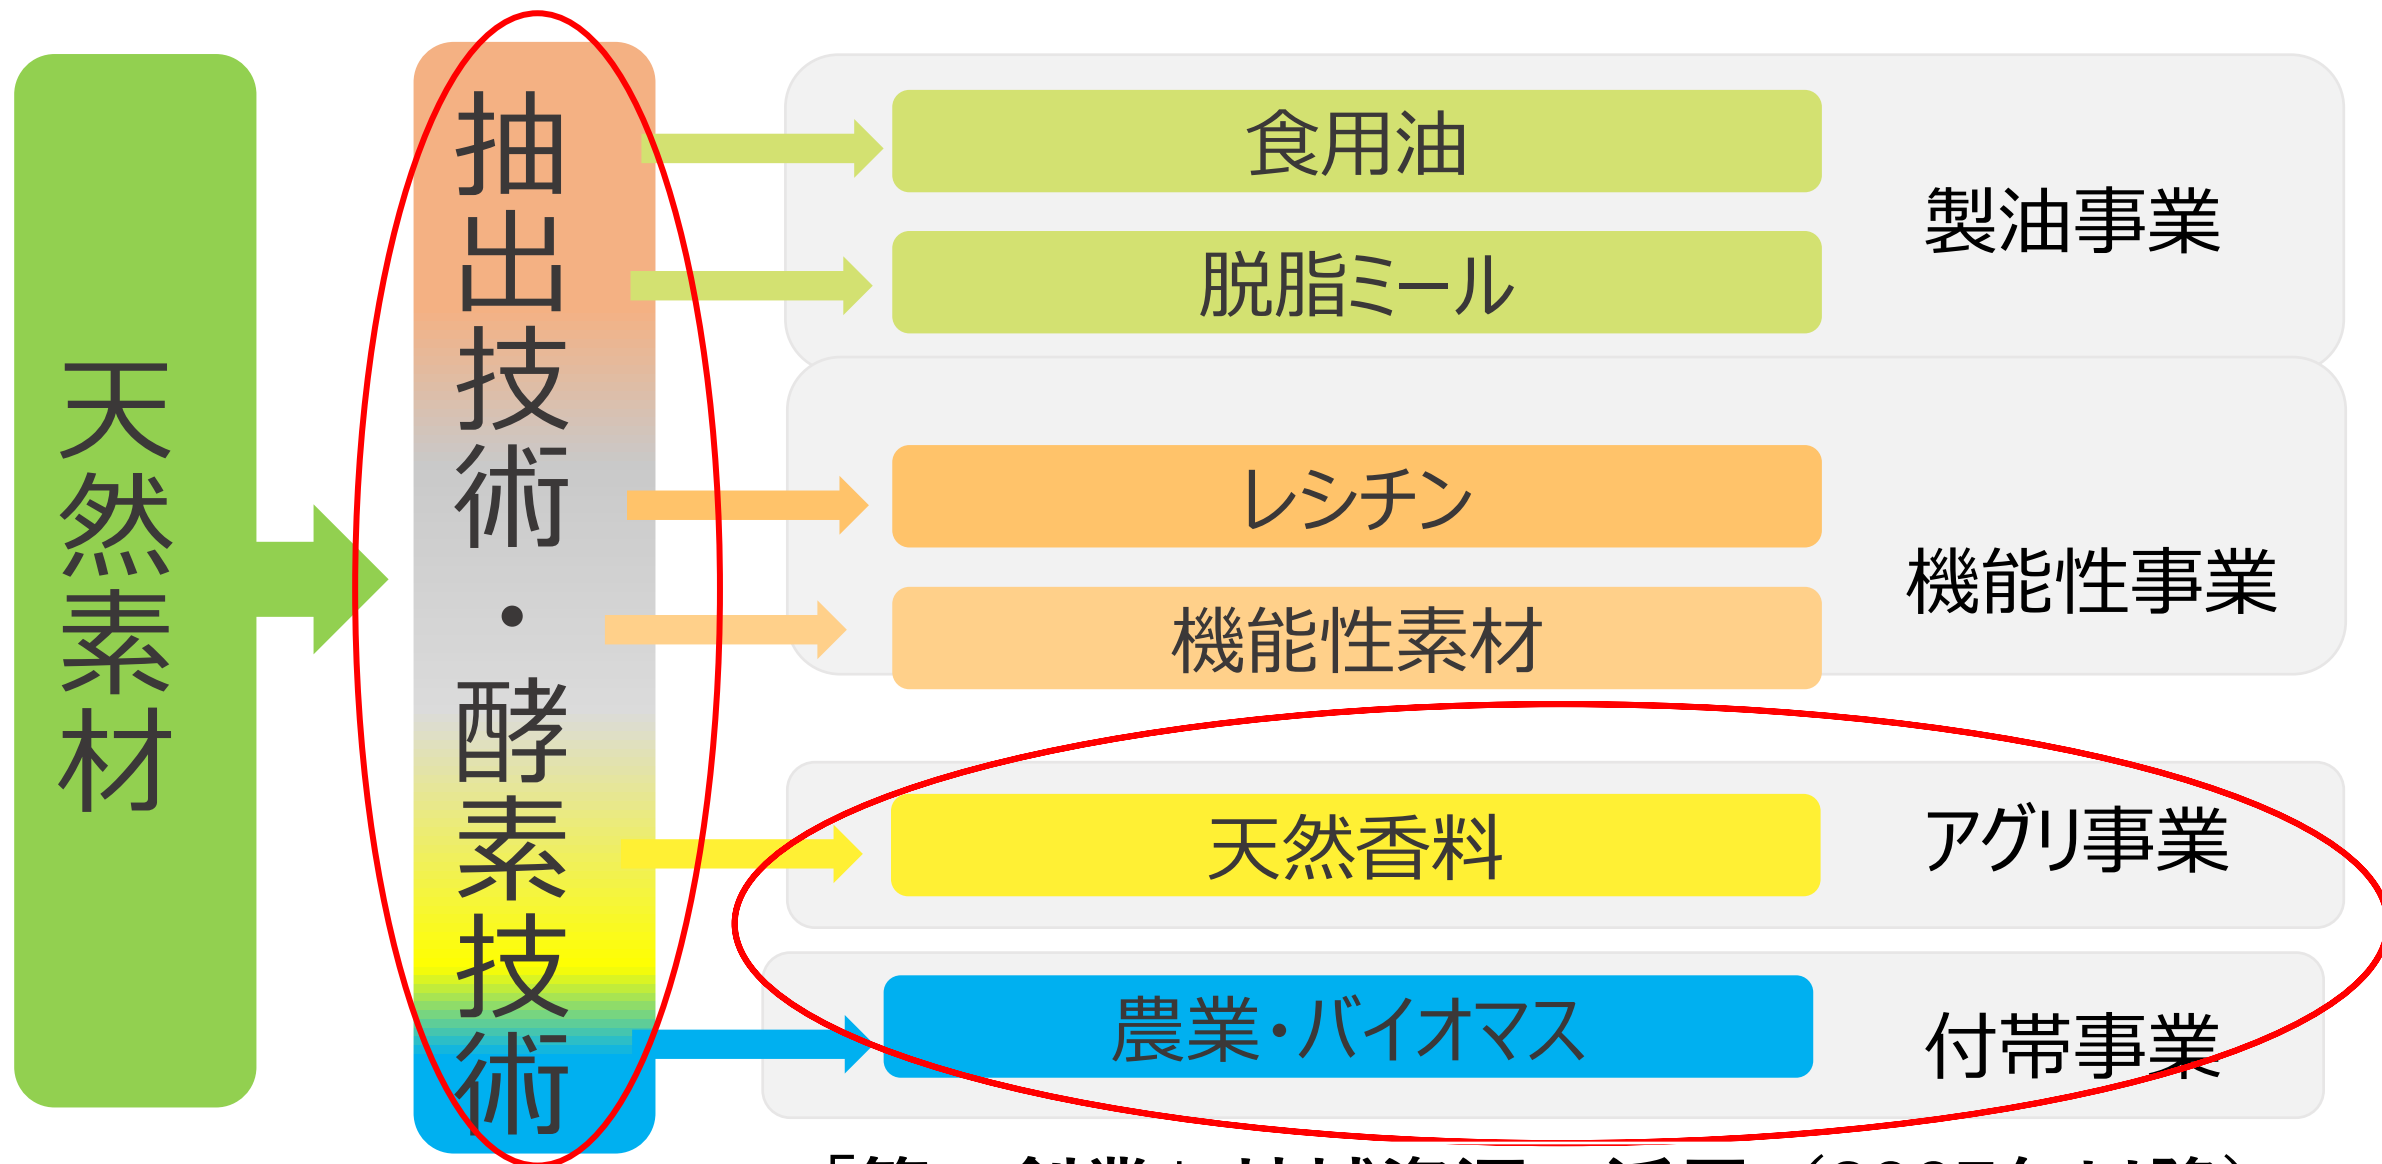 天然素材
抽出技術・酵素技術
食用油
脱脂ミール
製油事業
レシチン
機能性素材
機能性事業
天然香料
アグリ事業
農業・バイオマス
付帯事業